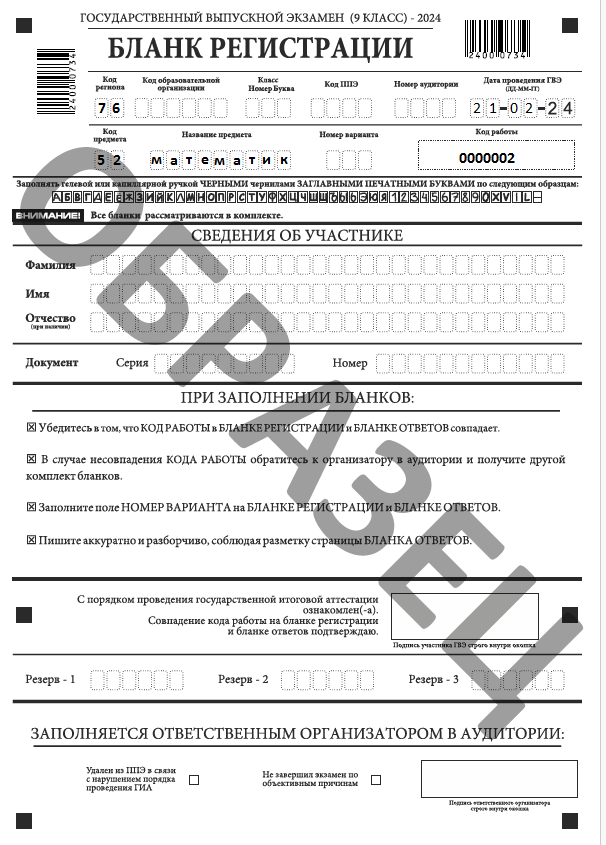 ГОСУДАРСТВЕННЫЙ ВЫПУСКНОЙ ЭКЗАМЕН (9 КЛАСС) - 2024
БЛАНК РЕГИСТРАЦИИ
240000734
240000734
Код региона
Код образовательной организации
Класс Номер Буква
Код ППЭ
Номер аудитории
Дата проведения ГВЭ (ДД-ММ-ГГ)
76
21-02-24
Код предмета
Название предмета
Номер варианта
Код работы
52
математик
0000002
Заполнять гелевой или капиллярной ручкой ЧЕРНЫМИ чернилами ЗАГЛАВНЫМИ ПЕЧАТНЫМИ БУКВАМИ по следующим образцам:
АБВГДЕЁЖЗИЙКЛМНОПРСТУФХЦЧШЩЪЫЬЭЮЯ1234567890XVIL-
ВНИМАНИЕ! Все бланки рассматриваются в комплекте.
СВЕДЕНИЯ ОБ УЧАСТНИКЕ
Фамилия
Имя
Отчество
(при наличии)
Документ Серия Номер
ПРИ ЗАПОЛНЕНИИ БЛАНКОВ:
☒ Убедитесь в том, что КОД РАБОТЫ в БЛАНКЕ РЕГИСТРАЦИИ и БЛАНКЕ ОТВЕТОВ совпадает.
☒ В случае несовпадения КОДА РАБОТЫ обратитесь к организатору в аудитории и получите другой
комплект бланков.
☒ Заполните поле НОМЕР ВАРИАНТА на БЛАНКЕ РЕГИСТРАЦИИ и БЛАНКЕ ОТВЕТОВ.
☒ Пишите аккуратно и разборчиво, соблюдая разметку страницы БЛАНКА ОТВЕТОВ.
ОБРАЗЕЦ
С порядком проведения государственной итоговой аттестации
ознакомлен(-а).
Совпадение кода работы на бланке регистрации
и бланке ответов подтверждаю.
Подпись участника ГВЭ строго внутри окошка
Резерв - 1 Резерв - 2 Резерв - 3
ЗАПОЛНЯЕТСЯ ОТВЕТСТВЕННЫМ ОРГАНИЗАТОРОМ В АУДИТОРИИ:
Удален из ППЭ в связи
с нарушением порядка
проведения ГИА
Не завершил экзамен по
объективным причинам
Подпись ответственного организатора
строго внутри окошка